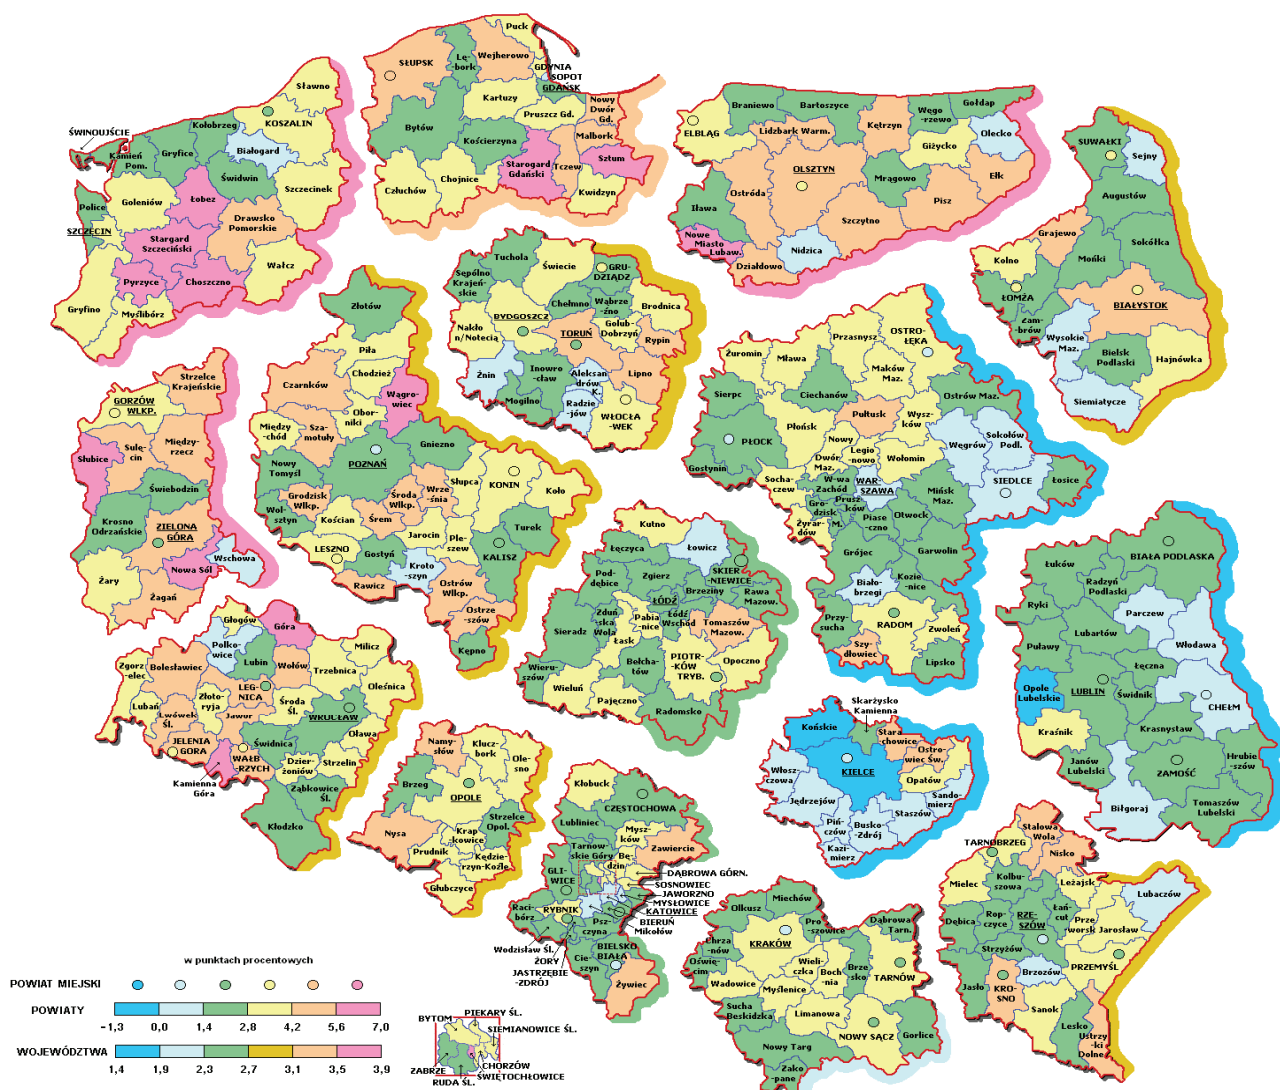 ŚWINOUJŚCIE
Sławno
KOSZALIN
Kołobrzeg
Białogard
Kamień
Pom.
Gryfice
Świdwin
Szczecinek
Police
Goleniów
Łobez
SZCZECIN
Drawsko
Pomorskie
Stargard
Szczeciński
Wałcz
Pyrzyce
Choszczno
Gryfino
Myślibórz
SŁUPSK
Lę-
bork
Wejherowo
Puck
GDYNIA
SOPOT
GDAŃSK
Kartuzy
Nowy
Dwór
Gd.
Pruszcz Gd.
Bytów
Kościerzyna
Malbork
Starogard
Gdański
Tczew
Sztum
Człuchów
Chojnice
Kwidzyn
Braniewo
Bartoszyce
Węgo
-rzewo
Gołdap
ELBLĄG
Lidzbark Warm.
Kętrzyn
Olecko
Giżycko
OLSZTYN
Mrągowo
Ełk
Ostróda
Pisz
Iława
Szczytno
Nowe
Miasto
Lubaw.
Nidzica
Działdowo
SUWAŁKI
Sejny
Augustów
Grajewo
Sokółka
Kolno
Mońki
ŁOMŻA
BIAŁYSTOK
Zam-
brów
Wysokie
Maz.
Bielsk
Podlaski
Hajnówka
Siemiatycze
Tuchola
Sępólno
Krajeń-
skie
Świecie
GRU-
DZIĄDZ
Chełmno
Wąbrze
-źno
Brodnica
BYDGOSZCZ
TORUŃ
Golub-
Dobrzyń
Nakło
n/Notecią
Rypin
Żnin
Inowro
-cław
Aleksan-
drów
K.
Lipno
Mogilno
Radzie-
jów
WŁOCŁA
-WEK
Złotów
Piła
Chodzież
Czarnków
Wągro-
wiec
Obor-
niki
Między
-chód
Sza-
motuły
Gniezno
POZNAŃ
Nowy
Tomyśl
Słupca
KONIN
Koło
Grodzisk
Wlkp.
Środa
Wlkp.
Wrze-
śnia
Wol-
sztyn
Kościan
Śrem
Turek
LESZNO
Gostyń
Jarocin
Ple-
szew
KALISZ
Rawicz
Kroto-
szyn
Ostrów
Wlkp.
Ostrze-
szów
Kępno
Strzelce
Krajeńskie
GORZÓW
WLKP.
Sulę-
cin
Między-
rzecz
Słubice
Świebodzin
Krosno
Odrzańskie
ZIELONA
GÓRA
Wschowa
Nowa Sól
Żary
Żagań
Żuromin
Mława
Przasnysz
OSTRO-
ŁĘKA
Maków
Maz.
Sierpc
Ciechanów
Ostrów Maz.
Pułtusk
Wysz-
ków
PŁOCK
Płońsk
Nowy
Dwór
Maz.
Legio
-nowo
Wołomin
Węgrów
Sokołów
Podl.
SIEDLCE
Łosice
Gostynin
Socha-
czew
W-wa
Zachód
WAR-
SZAWA
Mińsk
Maz.
Gro-
dzisk
M.
Prusz
ków
Żyrar-
dów
Piase
-czno
Otwock
Grójec
Garwolin
Biało-
brzegi
Kozie-
nice
Przy-
sucha
RADOM
Zwoleń
Szy-
dłowiec
Lipsko
Kutno
Łęczyca
Łowicz
SKIER
NIEWICE
Pod-
dębice
Zgierz
ŁÓDŹ
Brzeziny
Rawa
Mazow.
Zduń
ska
Wola
Pabia
-nice
Łódź
Wschód
Sieradz
Łask
Tomaszów
Mazow.
Wieru-
szów
Bełcha-
tów
PIOTR-
KÓW
TRYB.
Opoczno
Wieluń
Pajęczno
Radomsko
BIAŁA PODLASKA
Łuków
Radzyń
Podlaski
Ryki
Parczew
Puławy
Lubartów
Włodawa
Łęczna
Opole
Lubelskie
LUBLIN
Świdnik
CHEŁM
Kraśnik
Krasnystaw
Janów
Lubelski
ZAMOŚĆ
Hrubie-
szów
Biłgoraj
Tomaszów
Lubelski
Góra
Głogów
Polko-
wice
Milicz
Zgorz
-elec
Bolesławiec
Lubin
Wołów
Trzebnica
Oleśnica
LEG-
NICA
Lubań
Złoto-
ryja
Środa
Śl.
Lwówek
Śl.
Jawor
WROCŁAW
JELENIA
GÓRA
Świdnica
Oława
WAŁB
-RZYCH
Dzier-
żoniów
Strzelin
Kamienna
Góra
Ząbkowice
Śl.
Kłodzko
Namy-
słów
Klucz-
bork
Ole-
sno
Brzeg
OPOLE
Strzelce
Opol.
Nysa
Krap
-kowice
Prudnik
Kędzie-
rzyn-Koźle
Głubczyce
Kłobuck
CZĘSTOCHOWA
Lubliniec
Mysz-
ków
Zawiercie
Tarnow-
skie Góry
Bę-
dzin
DĄBROWA GÓRN.
GLI-
WICE
SOSNOWIEC
JAWORZNO
MYSŁOWICE
KATOWICE
Raci-
bórz
RYBNIK
BIERUŃ
Mikołów
Psz-
czyna
Wodzisław Śl.
ŻORY
JASTRZĘBIE
-ZDRÓJ
Cie-
szyn
BIELSKO
BIAŁA
Żywiec
Skarżysko
Kamienna
Końskie
Stara
chowice
Ostro-
wiec Św.
Włosz-
czowa
KIELCE
Opatów
Jędrzejów
Sando-
mierz
Staszów
Piń-
czów
Busko-
Zdrój
Kazi-
mierz
Miechów
Olkusz
Pro-
szowice
Dąbrowa
Tarn.
Chrza
-nów
KRAKÓW
Oświę-
cim
Wieli-
czka
Boch
-nia
Brze-
sko
TARNÓW
Wadowice
Myślenice
Sucha
Beskidzka
Limanowa
NOWY SĄCZ
Gorlice
Nowy Targ
Zako-
pane
Stalowa
Wola
TARNOBRZEG
Nisko
Mielec
Kolbu-
szowa
Leżajsk
Lubaczów
Dębica
Rop-
czyce
RZE-
SZÓW
Łań-
cut
Prze-
worsk
Jarosław
Strzyżów
PRZEMYŚL
Jasło
KRO-
SNO
Brzozów
Sanok
Lesko
Ustrzy-
ki
Dolne
w punktach procentowych
POWIAT MIEJSKI
POWIATY
-1,3 0,0 1,4 2,8 4,2 5,6 7,0
WOJEWÓDZTWA
1,4 1,9 2,3 2,7 3,1 3,5 3,9
BYTOM
PIEKARY ŚL.
SIEMIANOWICE ŚL.
ZABRZE
CHORZÓW
ŚWIĘTOCHŁOWICE
RUDA ŚL.